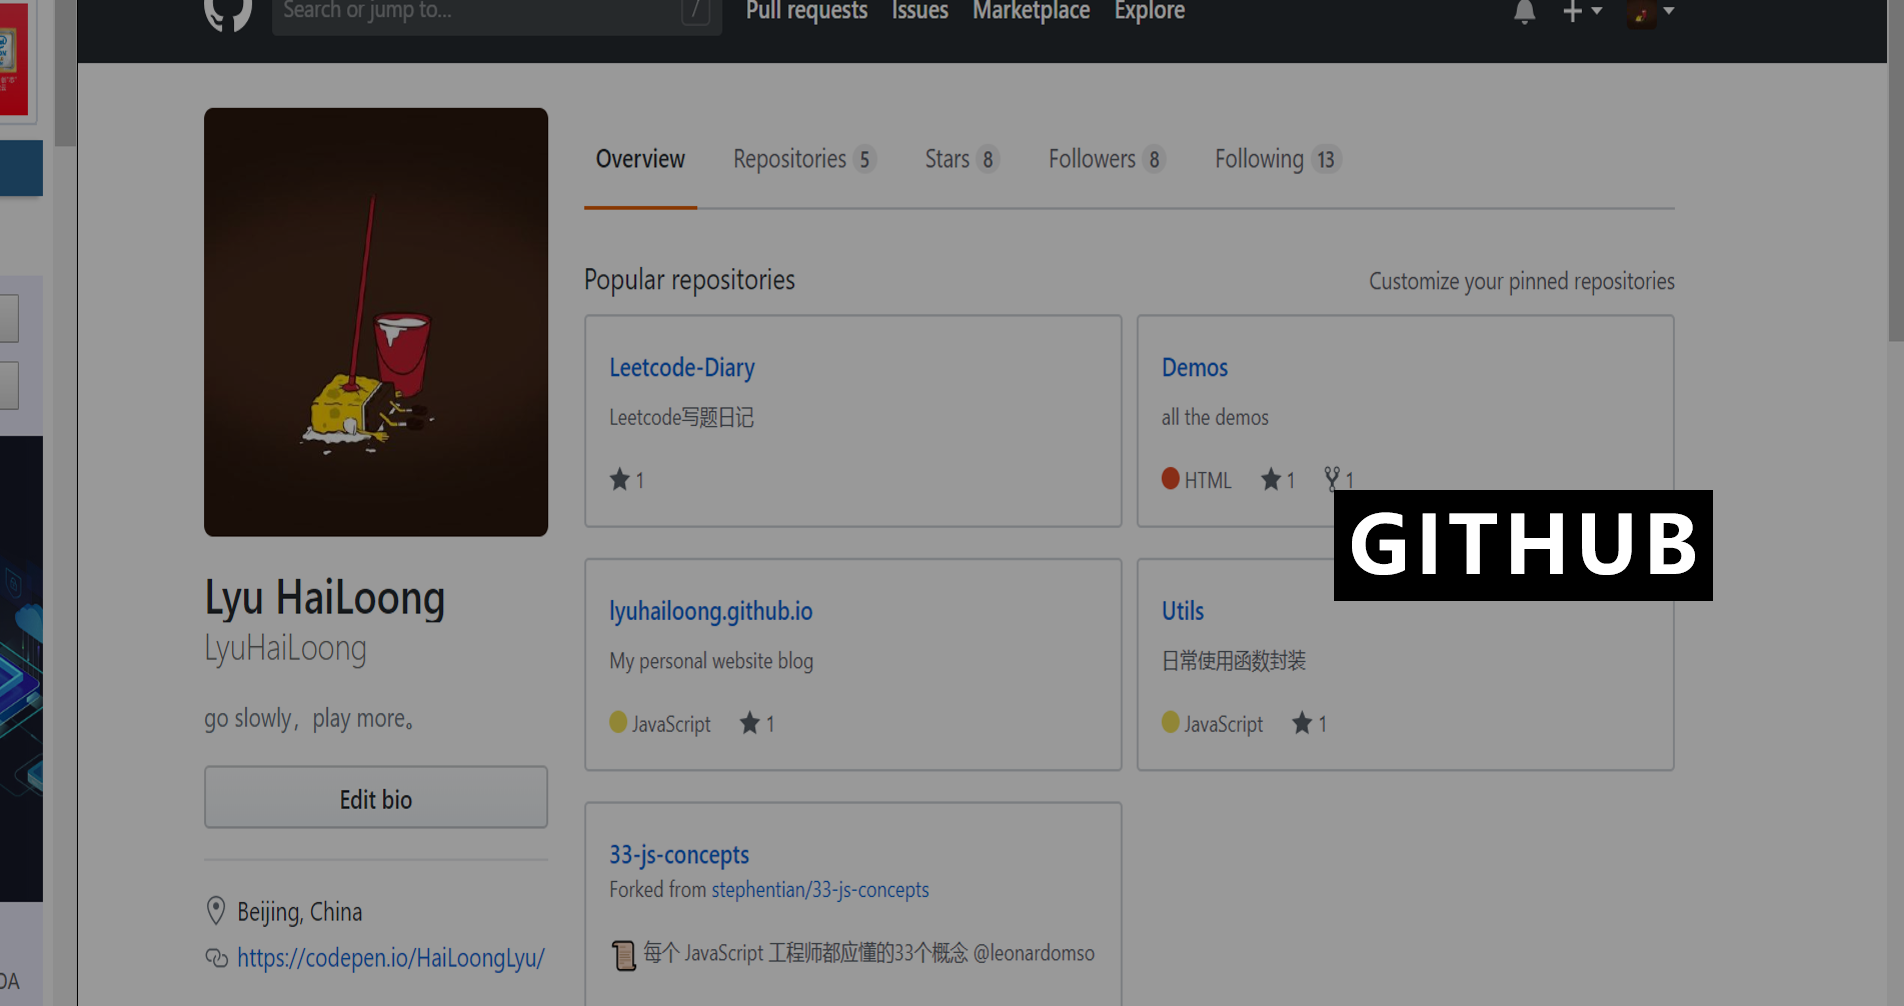 Search or jump to...
/
Pull requests
Issues
Marketplace
Explore
Overview
Repositories 5
Stars 8
Followers 8
Following 13
Popular repositories
Customize your pinned repositories
Leetcode-Diary
Leetcode写题日记
1
Demos
all the demos
HTML 1 1
GITHUB
Lyu HaiLoong
LyuHaiLoong
go slowly，play more。
Edit bio
Beijing, China
https://codepen.io/HaiLoongLyu/
lyuhailoong.github.io
My personal website blog
JavaScript 1
Utils
日常使用函数封装
JavaScript 1
33-js-concepts
Forked from stephentian/33-js-concepts
每个 JavaScript 工程师都应懂的33个概念 @leonardomso